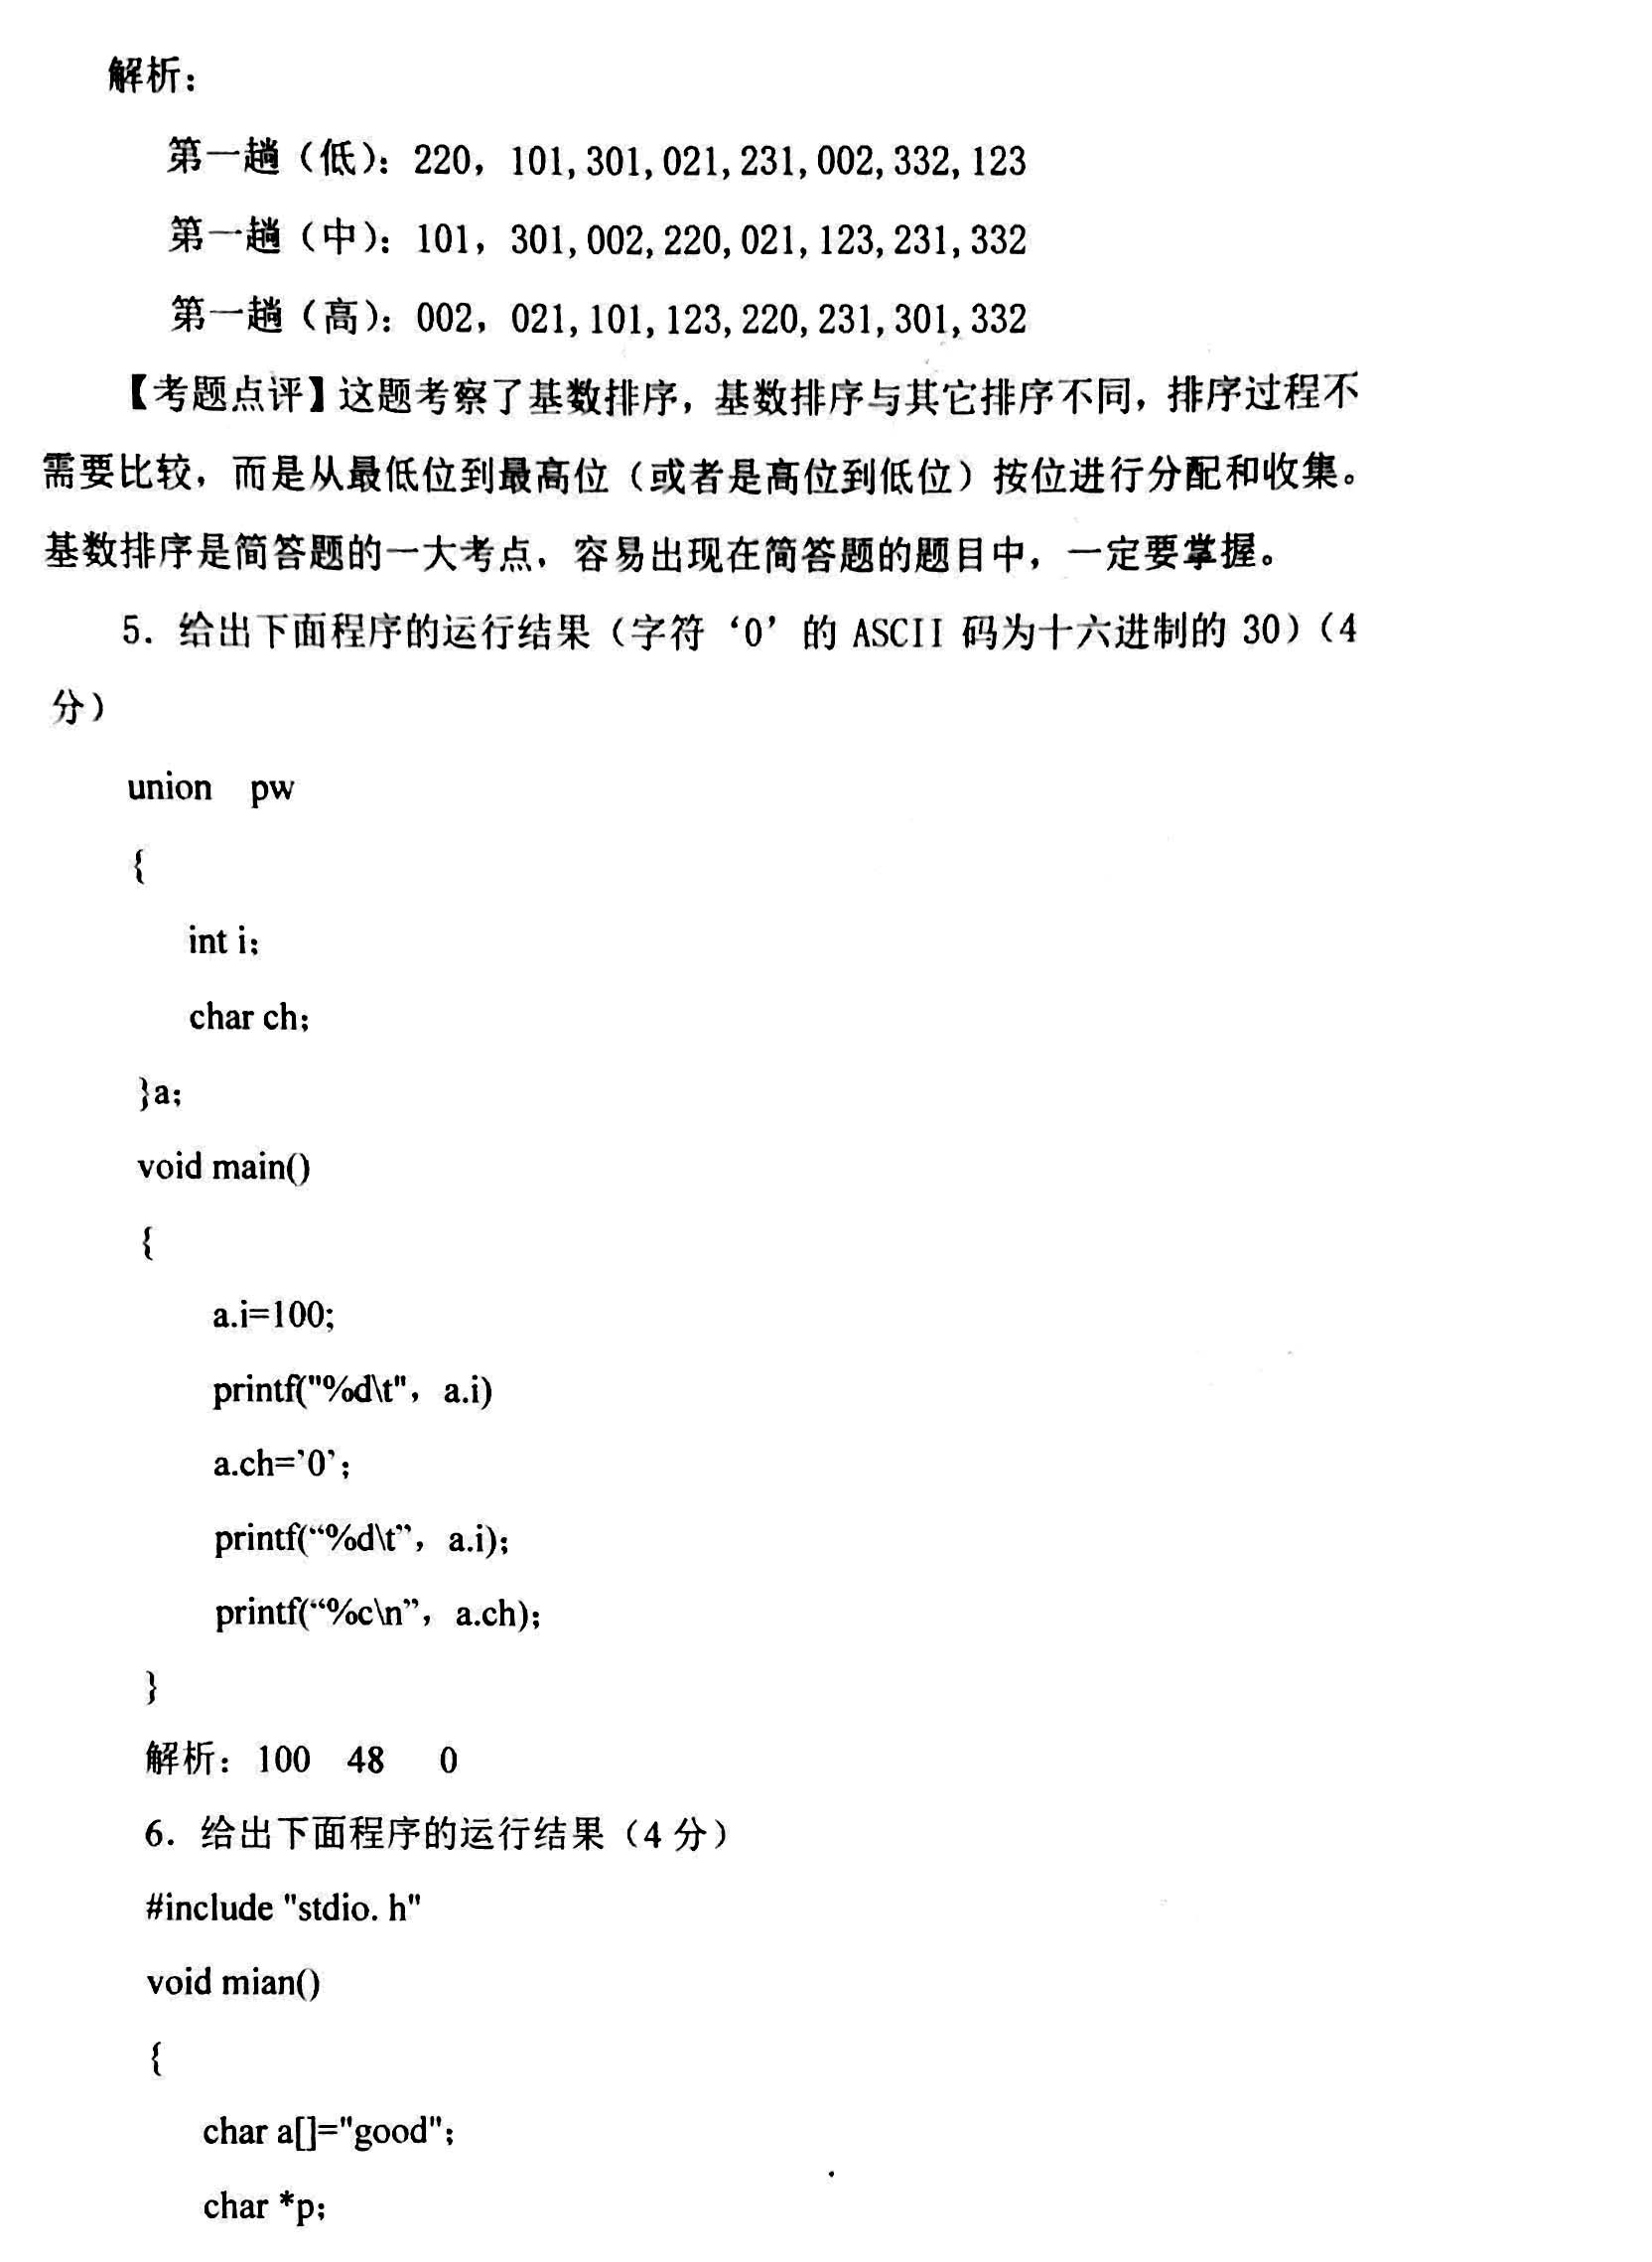 解析：
第一趟（低）：220，101,301,021,231,002,332,123
第一趟（中）：101，301,002,220,021,123,231,332
第一趟（高）：002，021,101,123,220,231,301,332
【考题点评】这题考察了基数排序，基数排序与其它排序不同，排序过程不
需要比较，而是从最低位到最高位（或者是高位到低位）按位进行分配和收集。
基数排序是简答题的一大考点，容易出现在简答题的题目中，一定要掌握。
5．给出下面程序的运行结果（字符‘0’的 ASCII 码为十六进制的 30）（4
分）
union pw
{
int i；
char ch；
}a；
void main()
{
a.i=100;
printf("%d\t"，a.i)
a.ch=’0’；
printf(“%d\t”，a.i)；
printf(“%c\n”，a.ch)；
}
解析：100 48 0
6．给出下面程序的运行结果（4 分）
#include "stdio. h"
void mian()
{
char a[]="good"；
char *p；